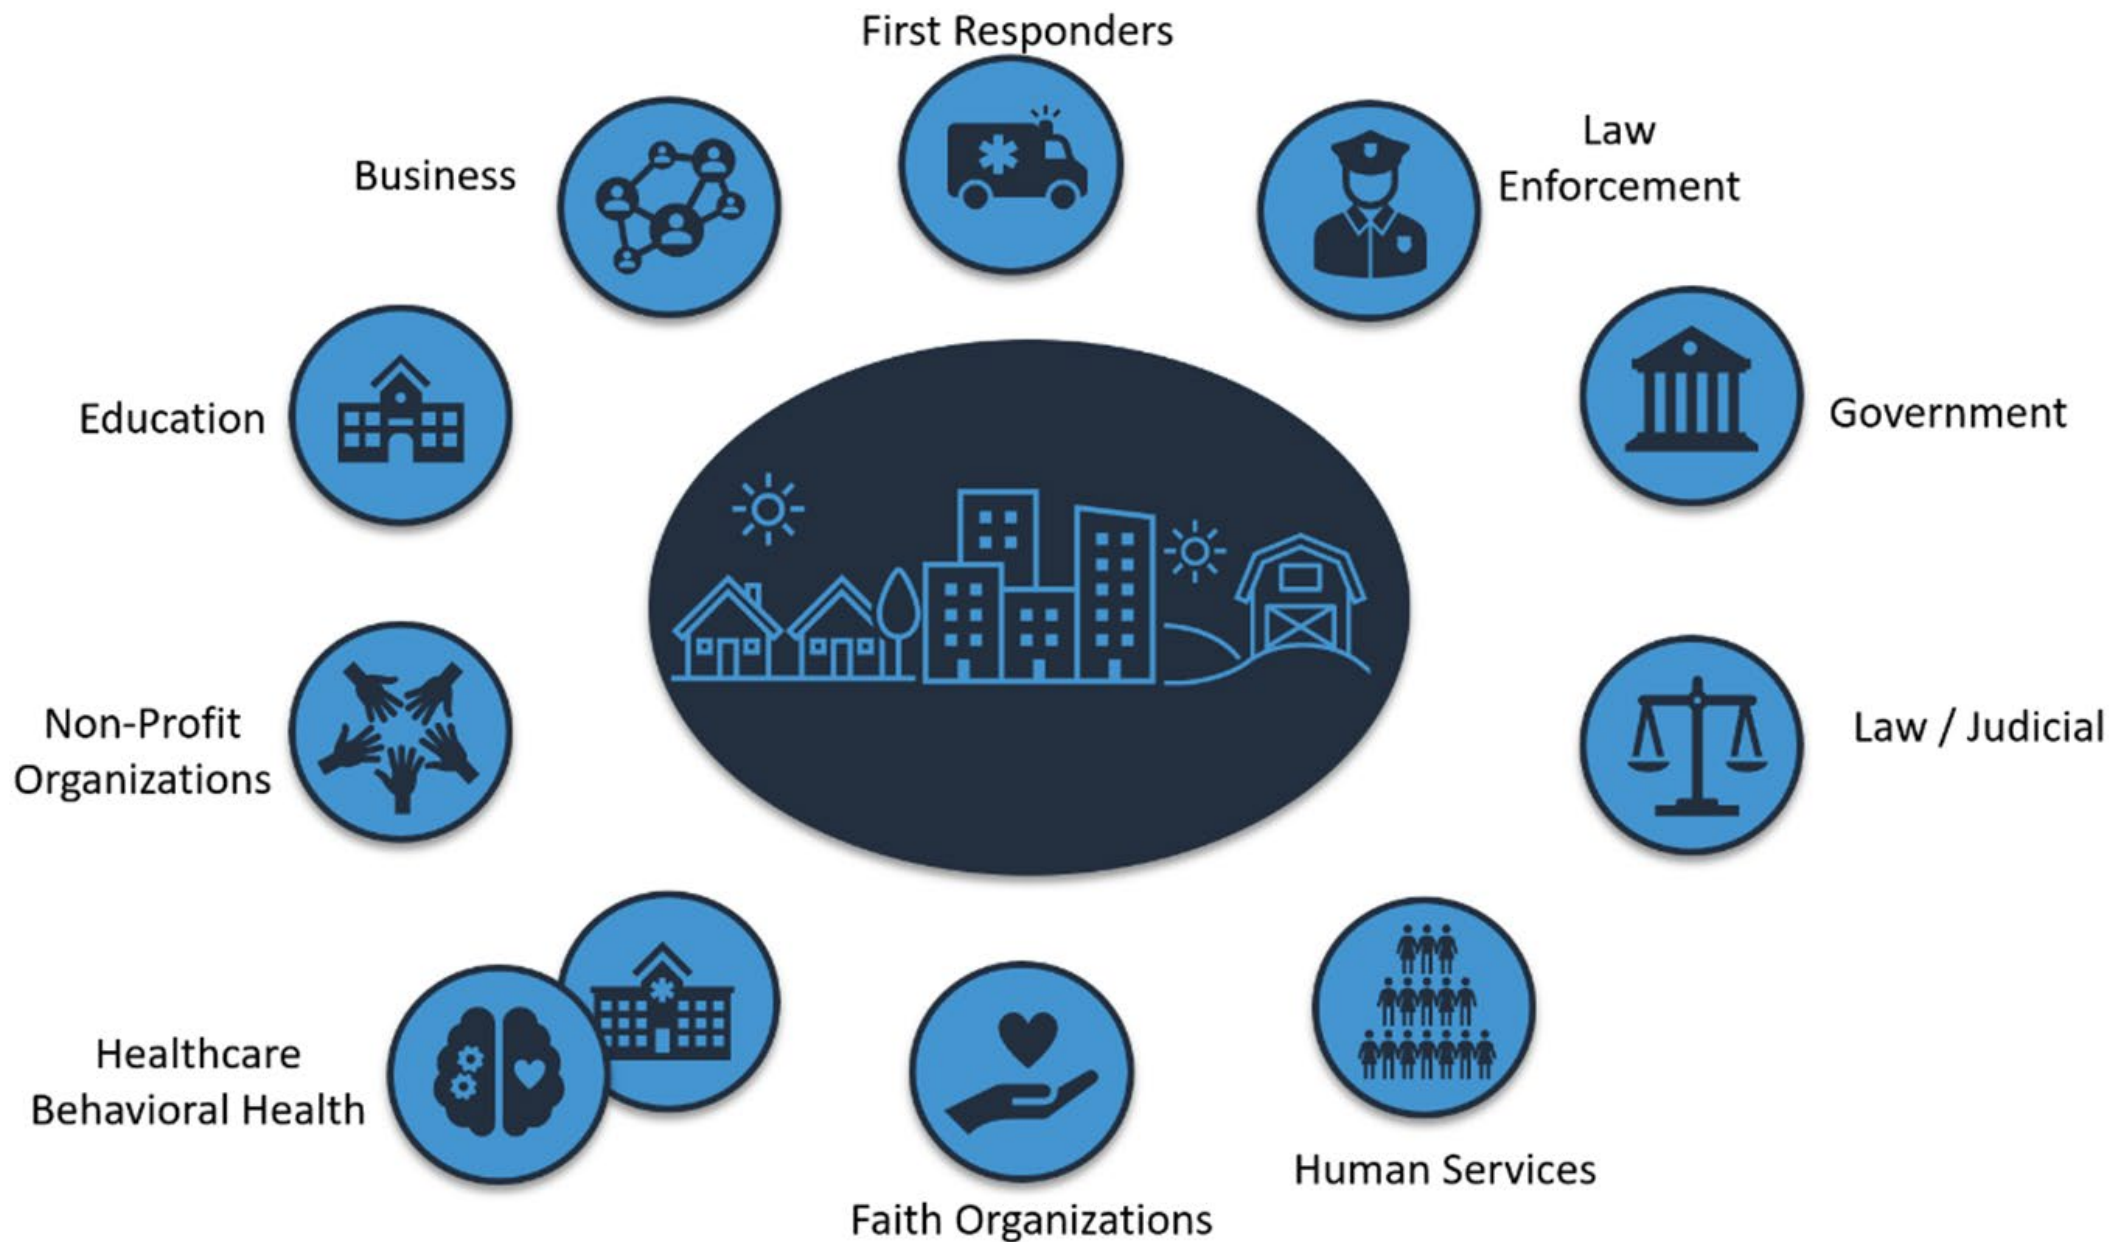 First Responders
Business
Law
Enforcement
Education
Government
Non-Profit
Organizations
Law / Judicial
Healthcare
Behavioral Health
Human Services
Faith Organizations